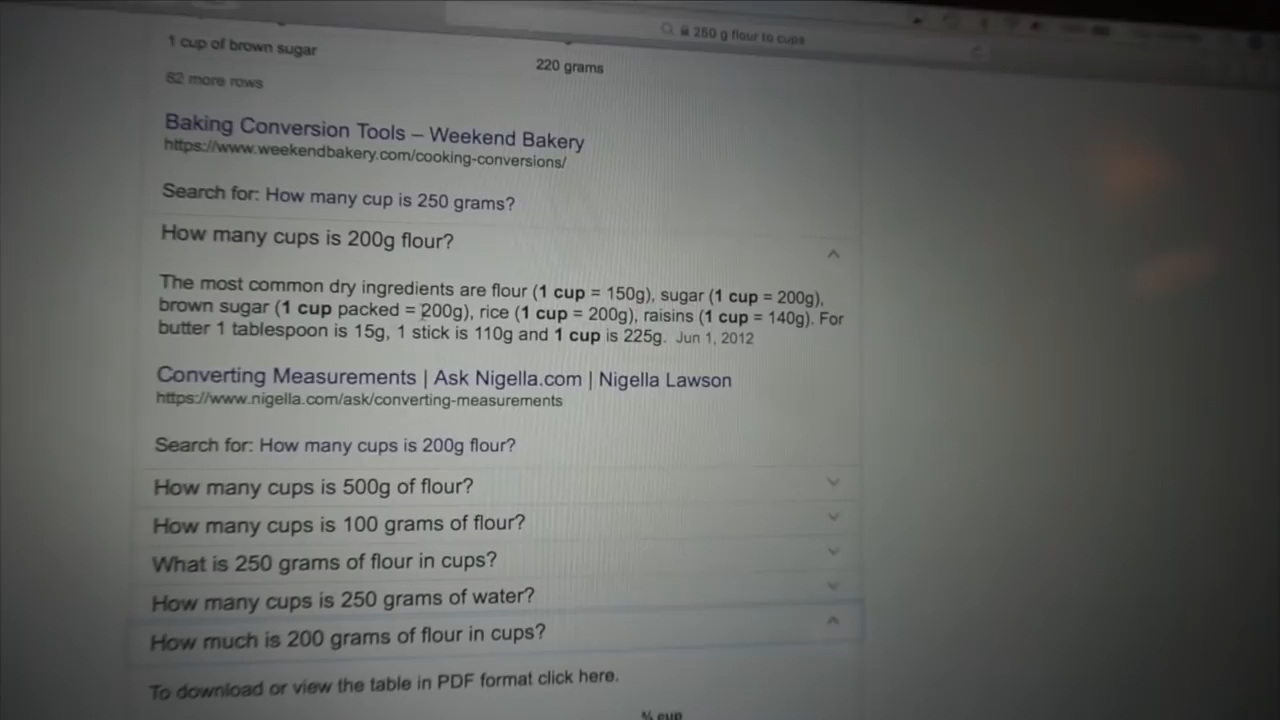 250 g flour to cups
1 cup of brown sugar
220 grams
82 more rows
Baking Conversion Tools – Weekend Bakery
https://www.weekendbakery.com/cooking-conversions/
Search for: How many cup is 250 grams?
How many cups is 200g flour?
The most common dry ingredients are flour (1 cup = 150g), sugar (1 cup = 200g),
brown sugar (1 cup packed = 200g), rice (1 cup = 200g), raisins (1 cup = 140g). For
butter 1 tablespoon is 15g, 1 stick is 110g and 1 cup is 225g. Jun 1, 2012
Converting Measurements | Ask Nigella.com | Nigella Lawson
https://www.nigella.com/ask/converting-measurements
Search for: How many cups is 200g flour?
How many cups is 500g of flour?
How many cups is 100 grams of flour?
What is 250 grams of flour in cups?
How many cups is 250 grams of water?
How much is 200 grams of flour in cups?
To download or view the table in PDF format click here.
cup